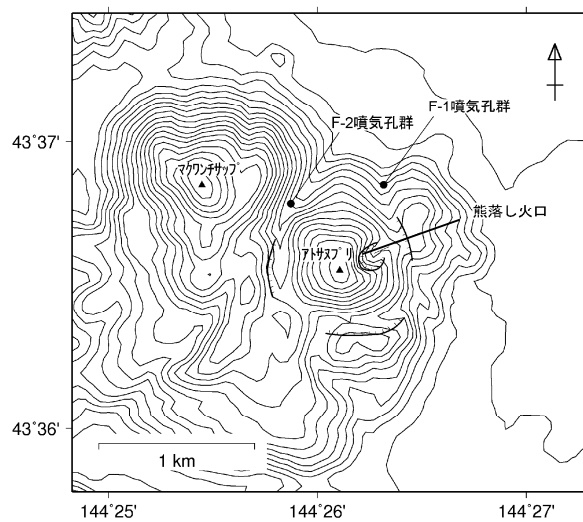 F-1噴気孔群
F-2噴気孔群
43°37'
マクワンチサップ
熊落し火口
アトサヌプリ
43°36'
1 km
144°25'
144°26'
144°27'